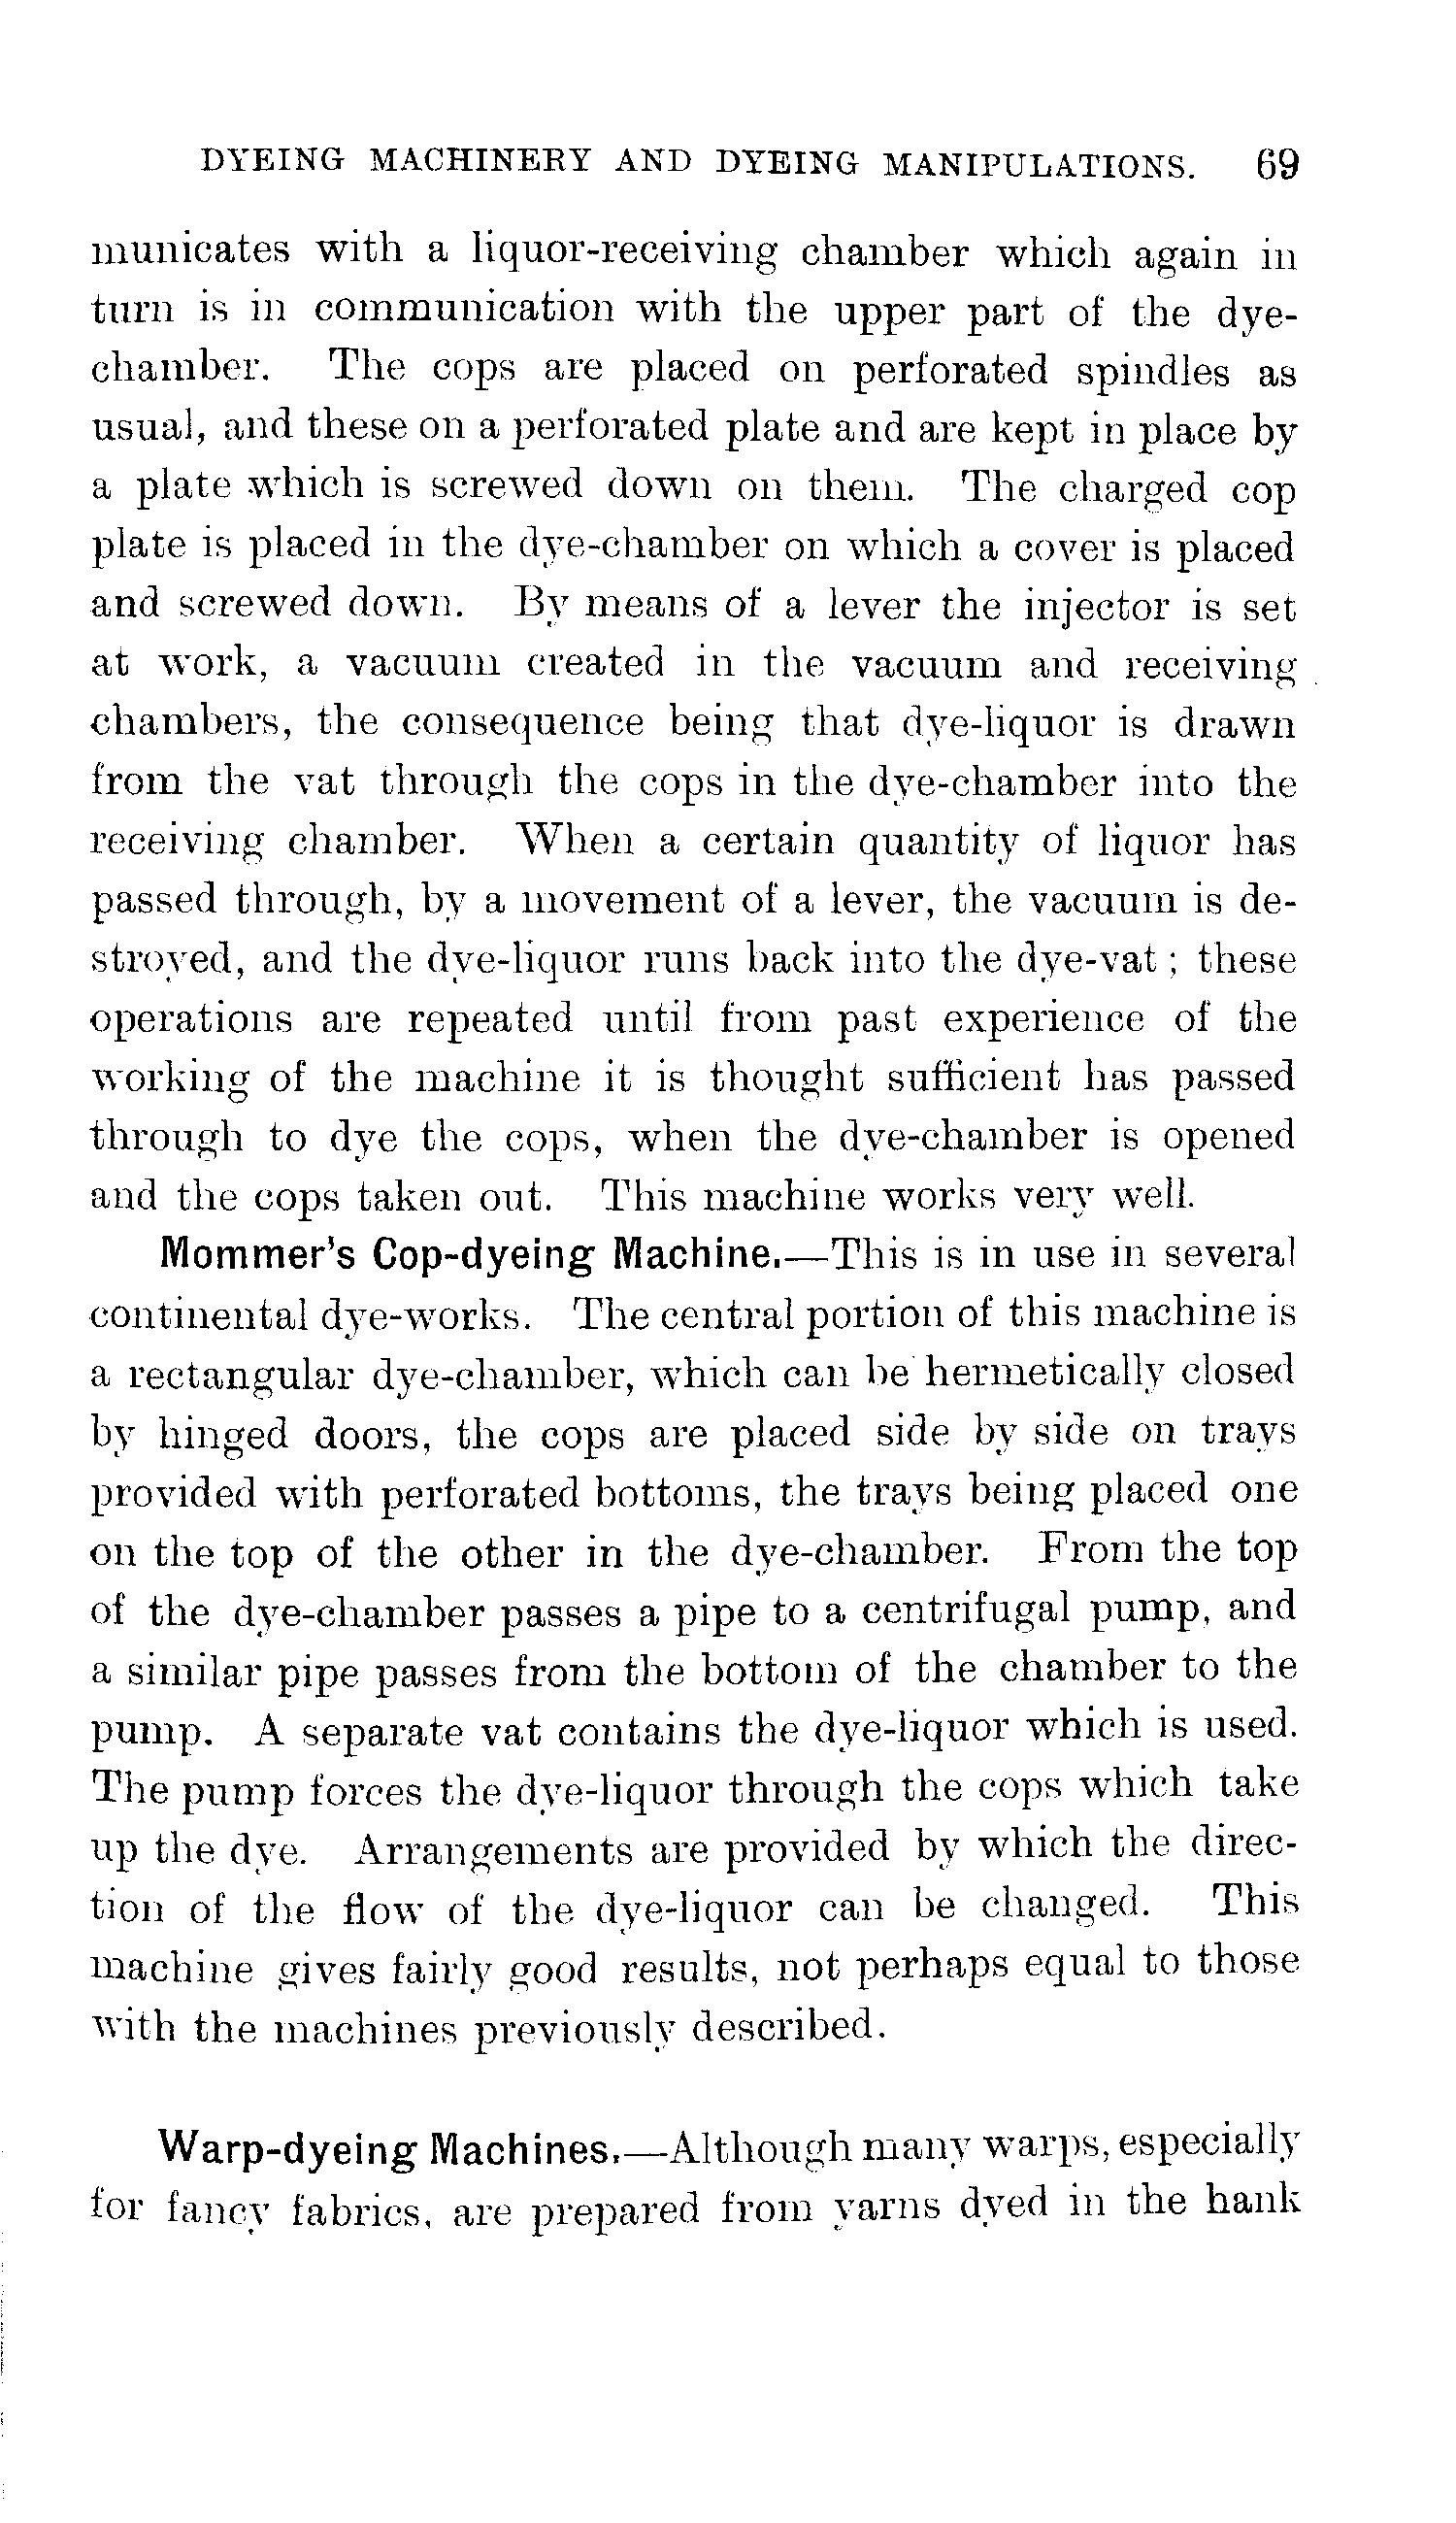 DYEING MACHINERY AND DYEING MANIPULATIONS. 69
municates with a liquor-receiving chamber which again in
turn is in communication with the upper part of the dye-
chamber. The cops are placed on perforated spindles as
usual, and these on a perforated plate and are kept in place by
a plate which is screwed down on them. The charged cop
plate is placed in the dye-chamber on which a cover is placed
and screwed down. By means of a lever the injector is set
at work, a vacuum created in the vacuum and receiving
chambers, the consequence being that dye-liquor is drawn
from the vat through the cops in the dye-chamber into the
receiving chamber. When a certain quantity of liquor has
passed through, by a movement of a lever, the vacuum is de-
stroyed, and the dye-liquor runs back into the dye-vat; these
operations are repeated until from past experience of the
working of the machine it is thought sufficient has passed
through to dye the cops, when the dye-chamber is opened
and the cops taken out. This machine works very well.
Mommer's Cop-dyeing Machine.—This is in use in several
continental dye-works. The central portion of this machine is
a rectangular dye-chamber, which can be hermetically closed
by hinged doors, the cops are placed side by side on trays
provided with perforated bottoms, the trays being placed one
on the top of the other in the dye-chamber. From the top
of the dye-chamber passes a pipe to a centrifugal pump, and
a similar pipe passes from the bottom of the chamber to the
pump. A separate vat contains the dye-liquor which is used.
The pump forces the dye-liquor through the cops which take
up the dye. Arrangements are provided by which the direc-
tion of the flow of the dye-liquor can be changed. This
machine gives fairly good results, not perhaps equal to those
with the machines previously described.
Warp-dyeing Machines.—Although many warps, especially
for fancy fabrics, are prepared from yarns dyed in the hank